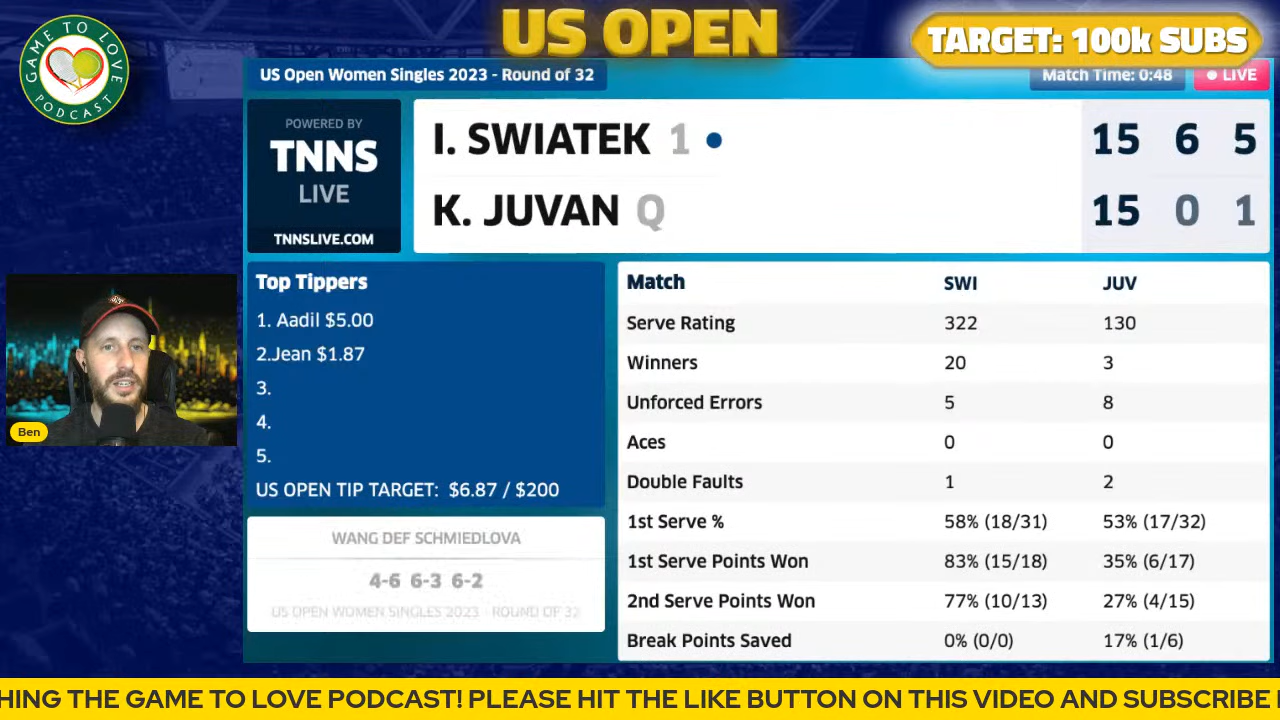 US OPEN
TARGET: 100k SUBS
GAME TO LOVE
PODCAST
US Open Women Singles 2023 - Round of 32
Match Time: 0:48
LIVE
POWERED BY
TNNS
LIVE
TNNSLIVE.COM
I. SWIATEK 1 15 6 5
K. JUVAN Q 15 0 1
Top Tippers
1. Aadil $5.00
2.Jean $1.87
3.
4.
5.
US OPEN TIP TARGET: $6.87 / $200
WANG DEF SCHMIEDLOVA
4-6 6-3 6-2
US OPEN WOMEN SINGLES 2023 - ROUND OF 32
Match SWI JUV
Serve Rating 322 130
Winners 20 3
Unforced Errors 5 8
Aces 0 0
Double Faults 1 2
1st Serve % 58% (18/31) 53% (17/32)
1st Serve Points Won 83% (15/18) 35% (6/17)
2nd Serve Points Won 77% (10/13) 27% (4/15)
Break Points Saved 0% (0/0) 17% (1/6)
Ben
HING THE GAME TO LOVE PODCAST! PLEASE HIT THE LIKE BUTTON ON THIS VIDEO AND SUBSCRIBE